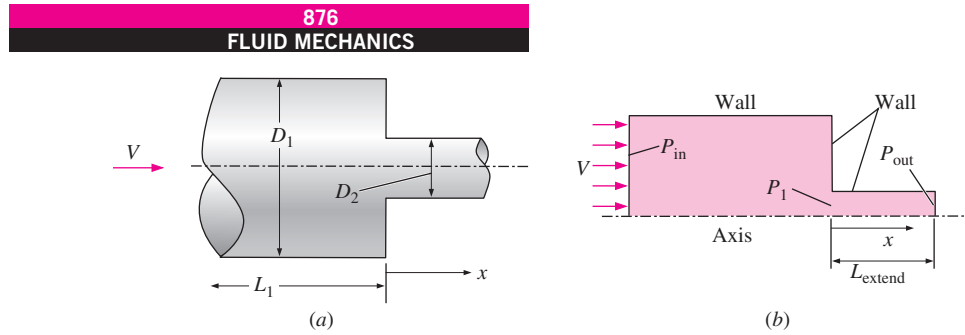 876
FLUID MECHANICS
V
D1
D2
L1
x
(a)
Wall
Wall
V
Pin
P1
Pout
Axis
x
Lextend
(b)